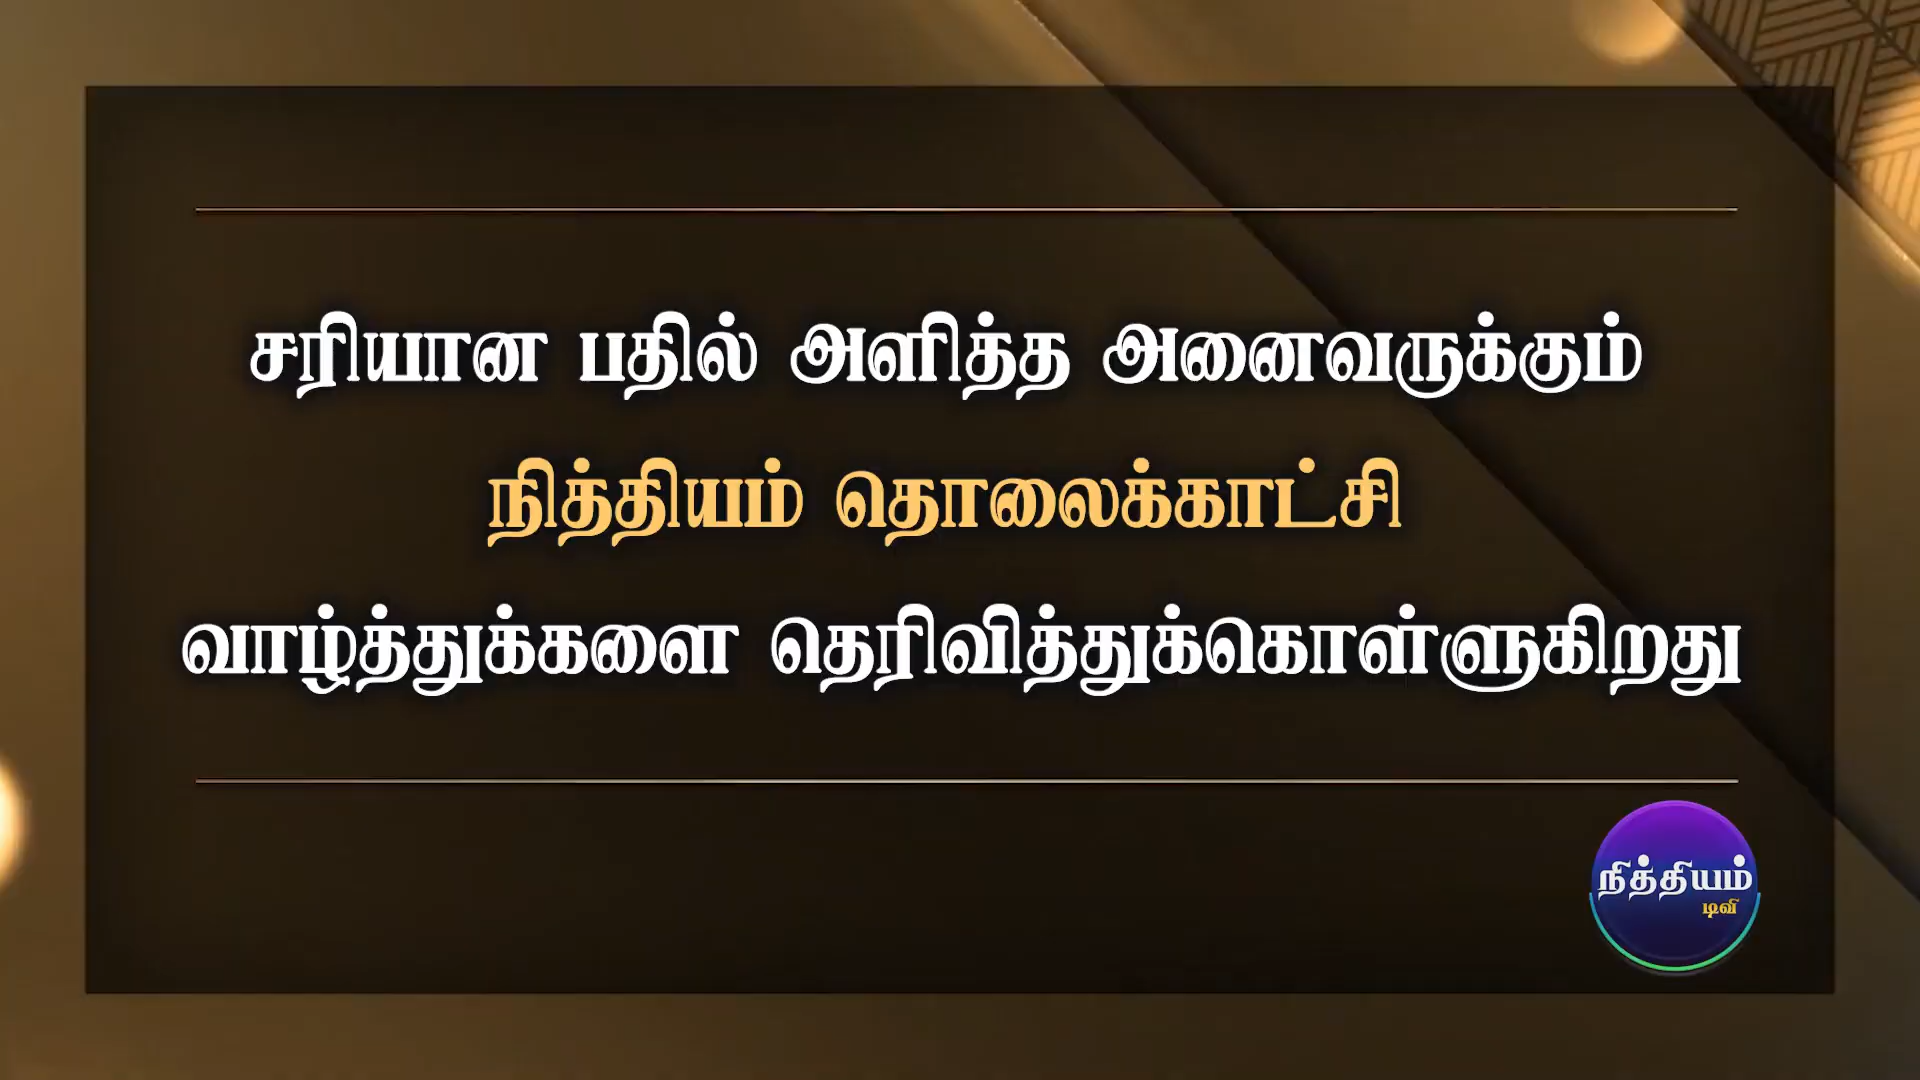 சரியான பதில் அளித்த அனைவருக்கும்
நித்தியம் தொலைக்காட்சி
வாழ்த்துக்களை தெரிவித்துக்கொள்ளுகிறது
நித்தியம்
டிவி